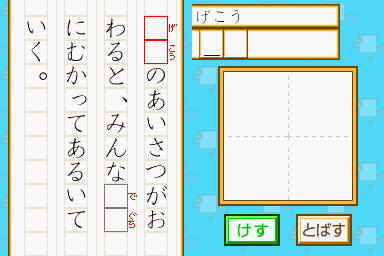 □□のあいさつがお
げこう
わると、みんな□□
でぐち
にむかってあるいて
いく。
げこう
けす
とばす